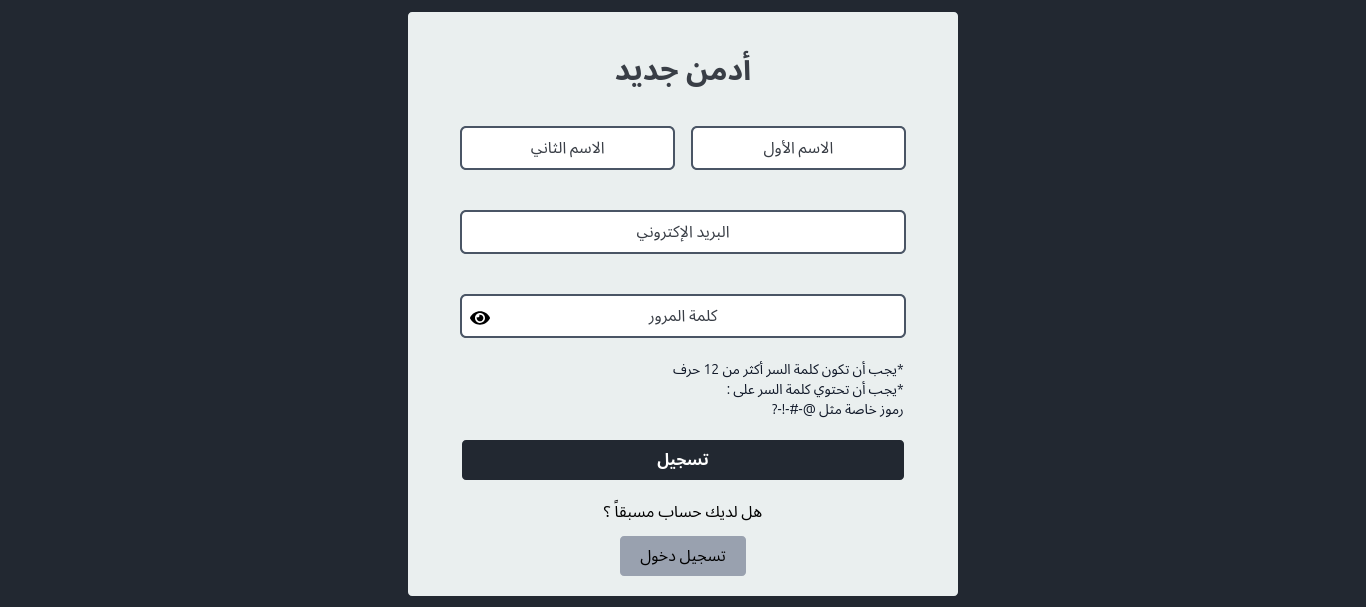 أدمن جديد
الاسم الأول
الاسم الثاني
البريد الإكتروني
كلمة المرور
*يجب أن تكون كلمة السر أكثر من 12 حرف
*يجب أن تحتوي كلمة السر على :
رموز خاصة مثل @-#-!-?
تسجيل
هل لديك حساب مسبقاً ؟
تسجيل دخول